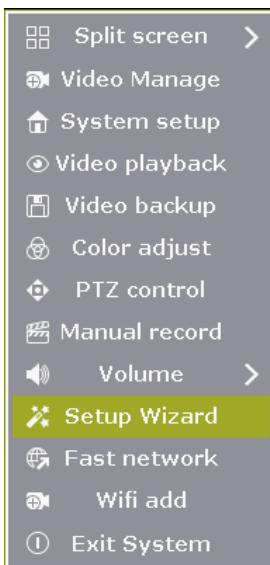 Split screen
Video Manage
System setup
Video playback
Video backup
Color adjust
PTZ control
Manual record
Volume
Setup Wizard
Fast network
Wifi add
Exit System